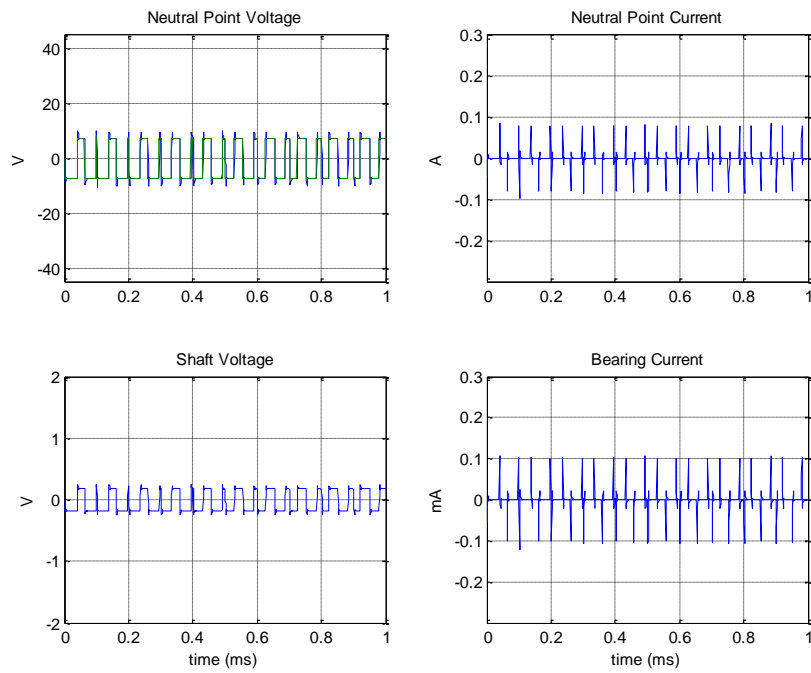 Neutral Point Voltage
V
40
20
0
-20
-40
0 0.2 0.4 0.6 0.8 1
Neutral Point Current
A
0.3
0.2
0.1
0
-0.1
-0.2
0 0.2 0.4 0.6 0.8 1
Shaft Voltage
V
2
1
0
-1
-2
0 0.2 0.4 0.6 0.8 1
time (ms)
Bearing Current
mA
0.3
0.2
0.1
0
-0.1
-0.2
0 0.2 0.4 0.6 0.8 1
time (ms)